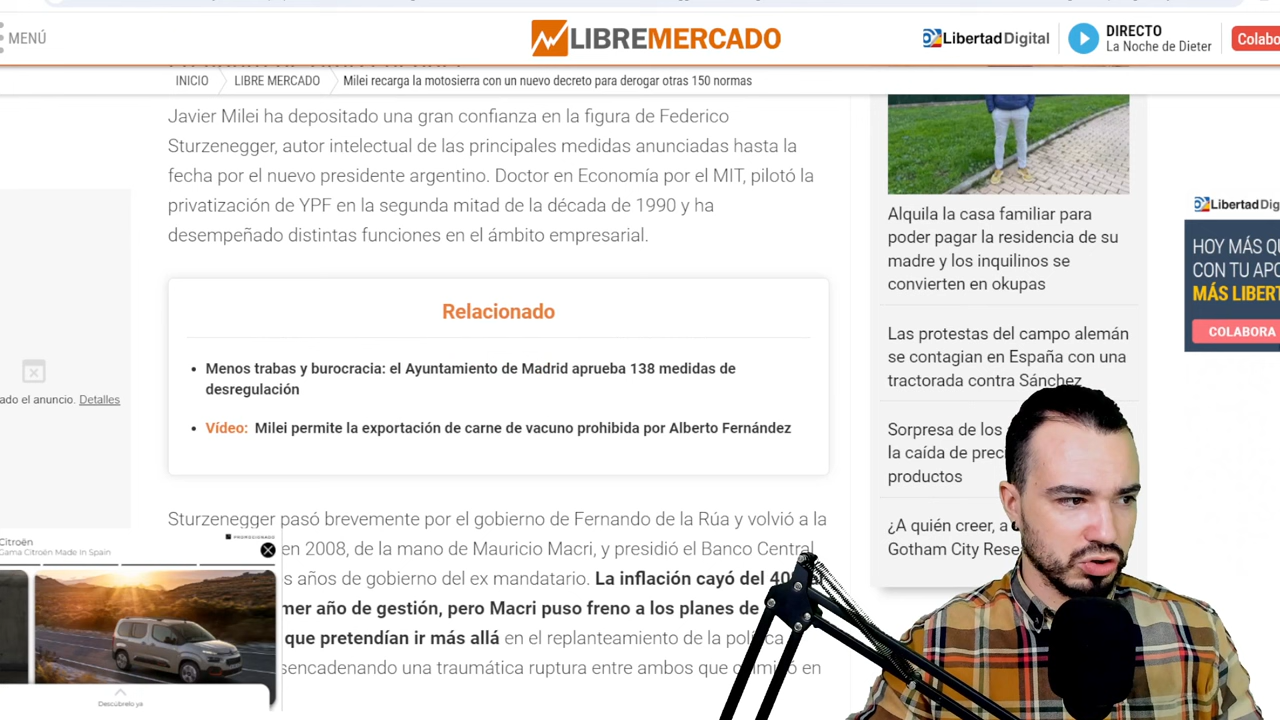 MENÚ
LIBREMERCADO
LibertadDigital
DIRECTO
La Noche de Dieter
Colabo
INICIO
LIBRE MERCADO
Milei recarga la motosierra con un nuevo decreto para derogar otras 150 normas
Javier Milei ha depositado una gran confianza en la figura de Federico
Sturzenegger, autor intelectual de las principales medidas anunciadas hasta la
fecha por el nuevo presidente argentino. Doctor en Economía por el MIT, pilotó la
privatización de YPF en la segunda mitad de la década de 1990 y ha
desempeñado distintas funciones en el ámbito empresarial.
Relacionado
• Menos trabas y burocracia: el Ayuntamiento de Madrid aprueba 138 medidas de
desregulación
• Vídeo: Milei permite la exportación de carne de vacuno prohibida por Alberto Fernández
Sturzenegger pasó brevemente por el gobierno de Fernando de la Rúa y volvió a la
en 2008, de la mano de Mauricio Macri, y presidió el Banco Central
s años de gobierno del ex mandatario. La inflación cayó del 40
mer año de gestión, pero Macri puso freno a los planes de
que pretendían ir más allá en el replanteamiento de la política
sencadenando una traumática ruptura entre ambos que
en
ado el anuncio. Detalles
Citroën
Gama Citroën Made In Spain
PROMOCIONADO
Descúbrelo ya
Alquila la casa familiar para
poder pagar la residencia de su
madre y los inquilinos se
convierten en okupas
Las protestas del campo alemán
se contagian en España con una
tractorada contra Sánchez
Sorpresa de los
la caída de preci
productos
¿A quién creer, a
Gotham City Rese
LibertadDig
HOY MÁS QU
CON TU APO
MÁS LIBERT
COLABORA